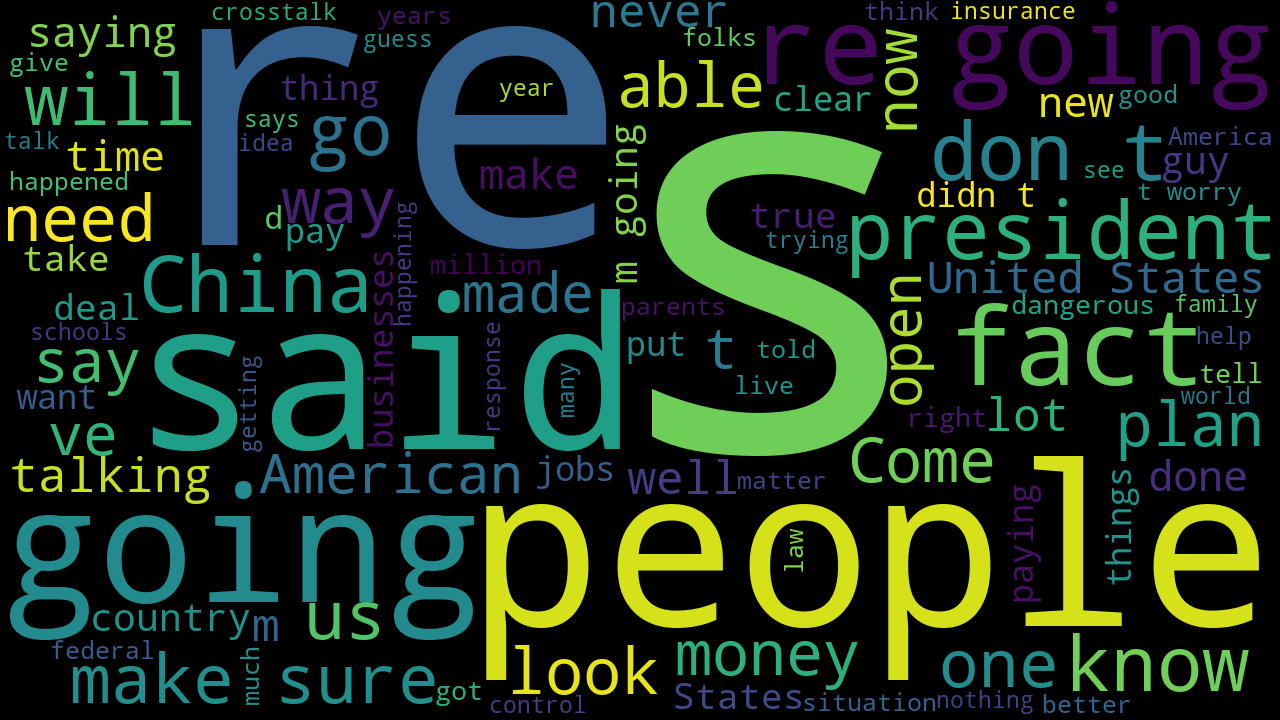 crosstalk
years
never
think
insurance
saying
guess
folks
re
re going
give
will
thing
year
able
clear
now
new
good
says
idea
go
talk
time
America
don t
guy
see
happened
make
m going
didn t
t worry
need
way
d
pay
true
trying
president
take
China
happening
million
made
s
United States
deal
parents
open
dangerous
family
schools
businesses
said
response
put
t
told
fact
help
say
getting
many
live
tell
want
world
ve
right
lot
plan
Come
talking
American
jobs
well
matter
done
going
people
law
paying
things
country
m
us
federal
make sure
much
got
look
money
one
know
control
States
situation
nothing
better